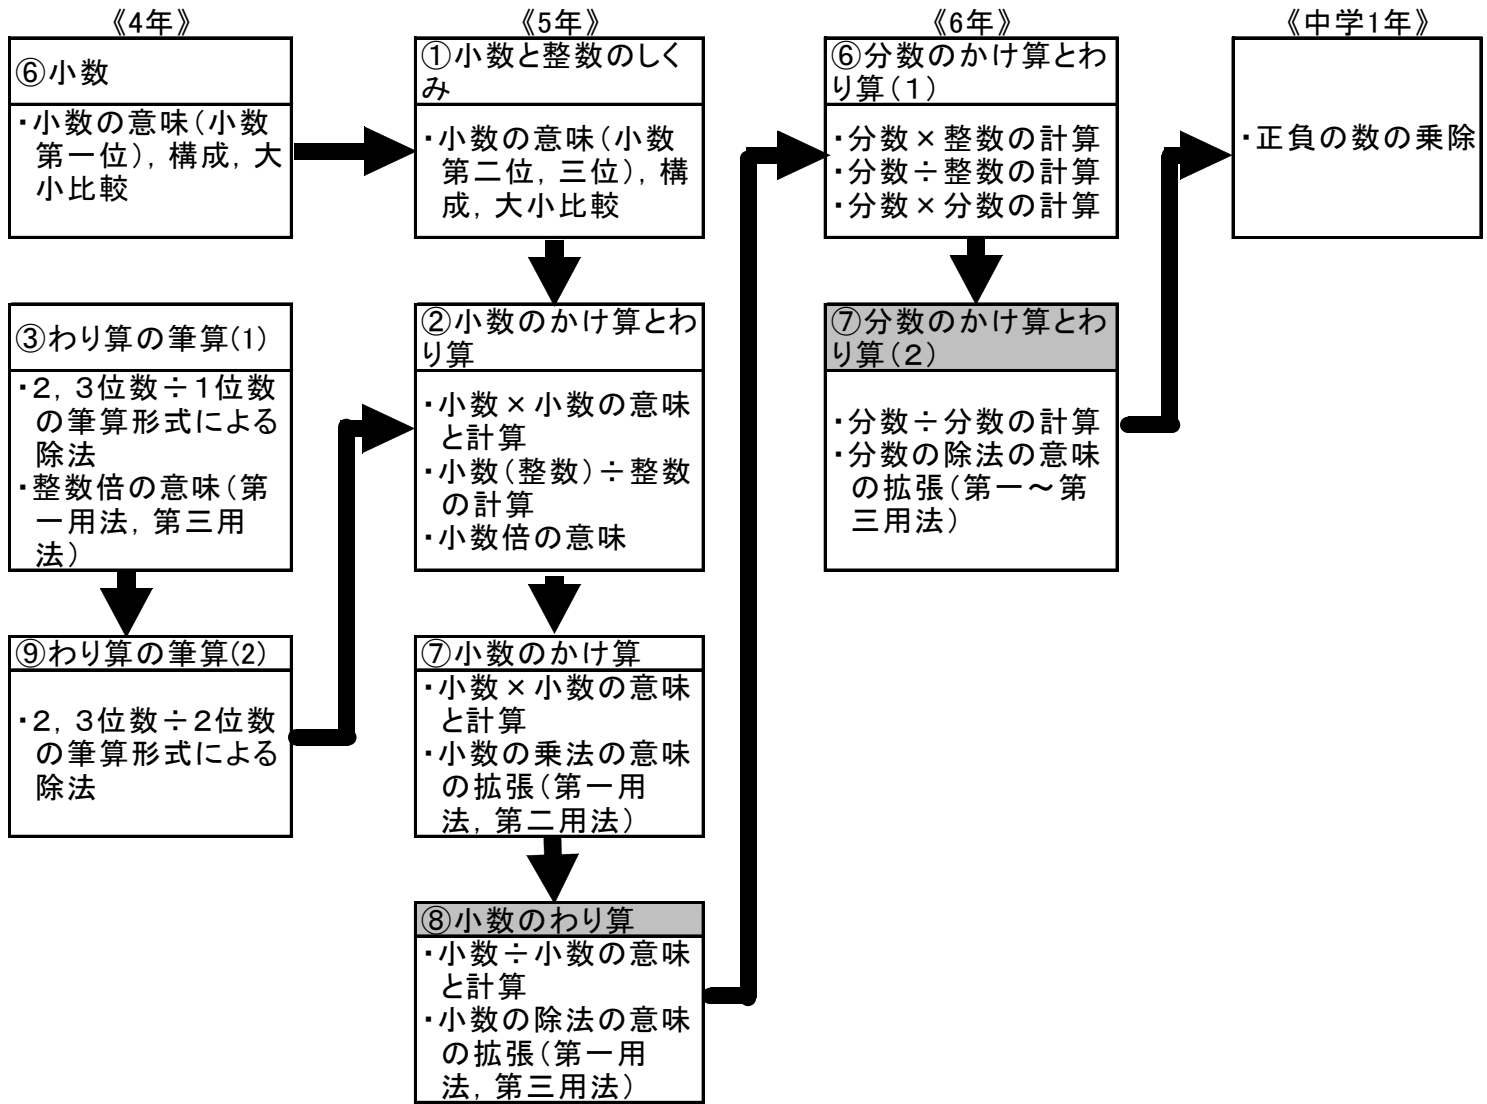 《4年》
⑥小数
・小数の意味(小数
第一位), 構成, 大
小比較
③わり算の筆算(1)
・2, 3位数÷1位数
の筆算形式による
除法
・整数倍の意味(第
一用法, 第三用
法)
⑨わり算の筆算(2)
・2, 3位数÷2位数
の筆算形式による
除法
《5年》
①小数と整数のしく
み
・小数の意味(小数
第二位, 三位), 構
成, 大小比較
②小数のかけ算とわ
り算
・小数×小数の意味
と計算
・小数(整数)÷整数
の計算
・小数倍の意味
⑦小数のかけ算
・小数×小数の意味
と計算
・小数の乗法の意味
の拡張(第一用
法, 第二用法)
⑧小数のわり算
・小数÷小数の意味
と計算
・小数の除法の意味
の拡張(第一用
法, 第三用法)
《6年》
⑥分数のかけ算とわ
り算(1)
・分数×整数の計算
・分数÷整数の計算
・分数×分数の計算
⑦分数のかけ算とわ
り算(2)
・分数÷分数の計算
・分数の除法の意味
の拡張(第一～第
三用法)
《中学1年》
・正負の数の乗除